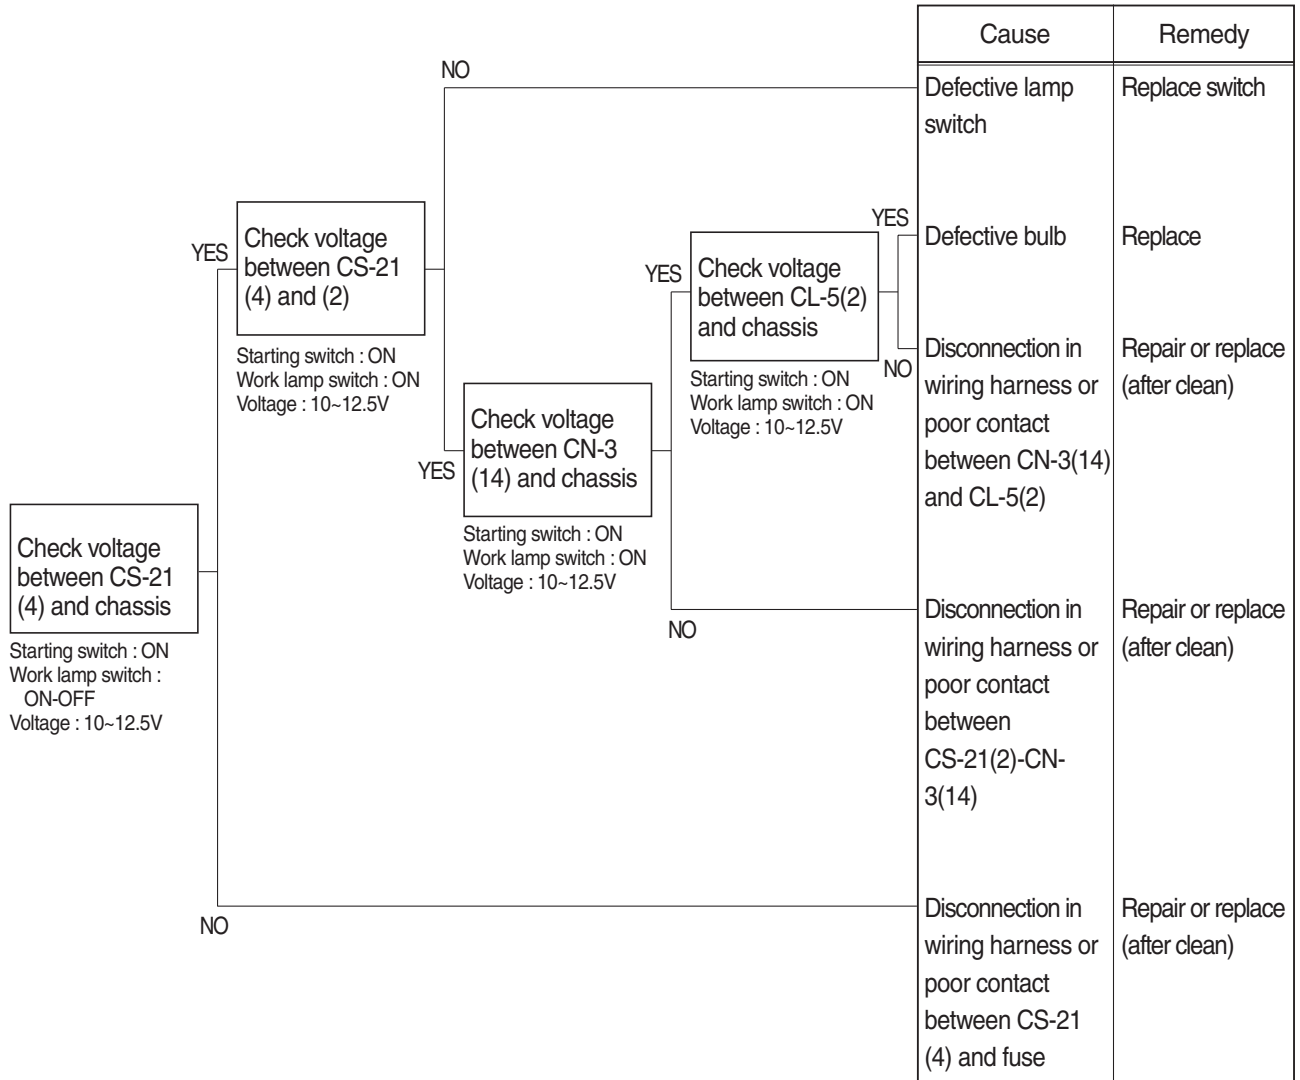 Cause
Remedy
NO
Defective lamp
switch
Replace switch
YES
Check voltage
between CS-21
(4) and (2)
Starting switch : ON
Work lamp switch : ON
Voltage : 10~12.5V
YES
Check voltage
between CL-5(2)
and chassis
Starting switch : ON
Work lamp switch : ON
Voltage : 10~12.5V
YES
Defective bulb
Replace
NO
Disconnection in
wiring harness or
poor contact
between CN-3(14)
and CL-5(2)
Repair or replace
(after clean)
YES
Check voltage
between CN-3
(14) and chassis
Starting switch : ON
Work lamp switch : ON
Voltage : 10~12.5V
Check voltage
between CS-21
(4) and chassis
Starting switch : ON
Work lamp switch :
ON-OFF
Voltage : 10~12.5V
NO
Disconnection in
wiring harness or
poor contact
between
CS-21(2)-CN-
3(14)
Repair or replace
(after clean)
NO
Disconnection in
wiring harness or
poor contact
between CS-21
(4) and fuse
Repair or replace
(after clean)